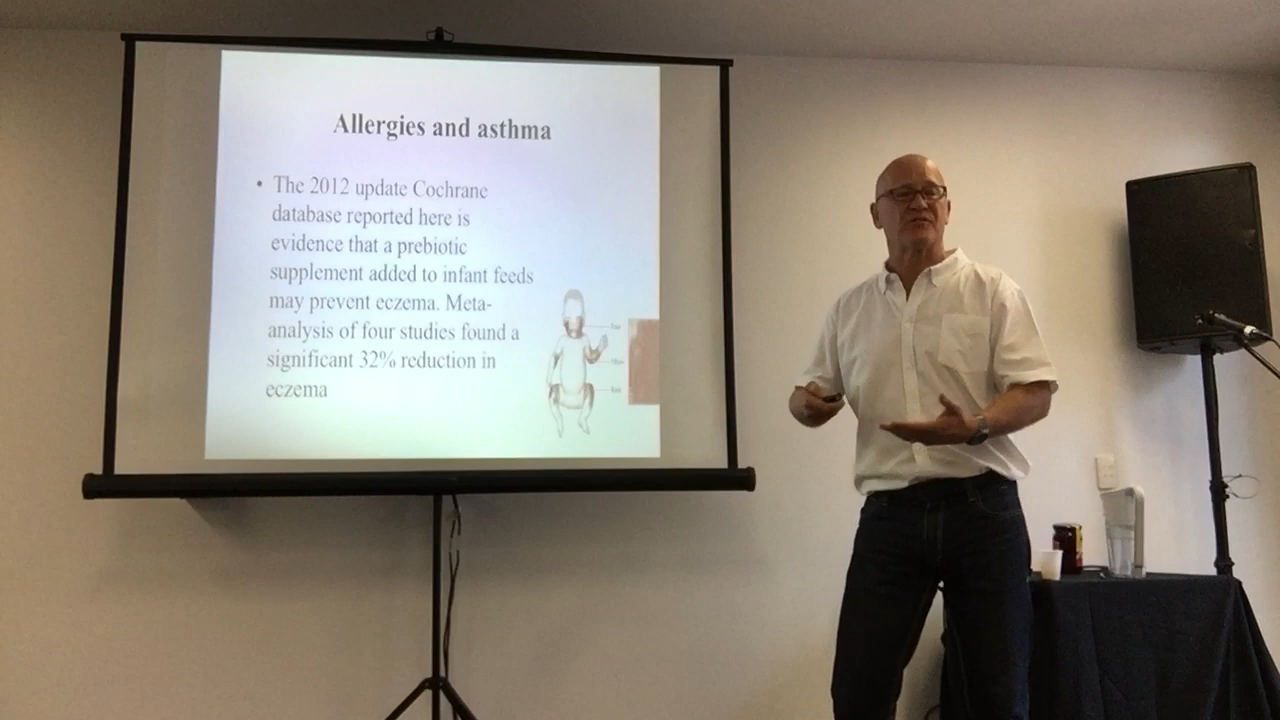 Allergies and asthma
• The 2012 update Cochrane
database reported here is
evidence that a prebiotic
supplement added to infant feeds
may prevent eczema. Meta-
analysis of four studies found a
significant 32% reduction in
eczema